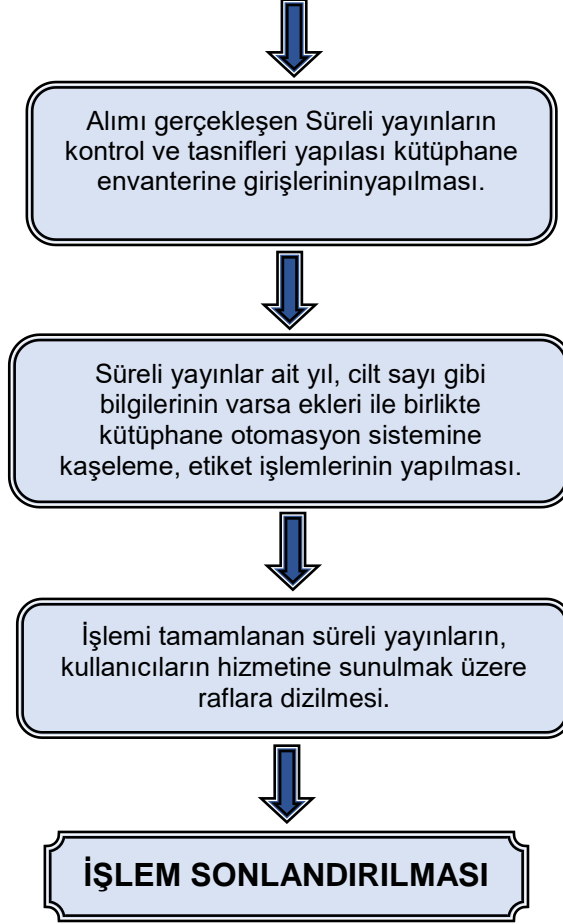 Alımı gerçekleşen Süreli yayınların
kontrol ve tasnifleri yapılası kütüphane
envanterine girişlerininyapılması.
Süreli yayınlar ait yıl, cilt sayı gibi
bilgilerinin varsa ekleri ile birlikte
kütüphane otomasyon sistemine
kaşeleme, etiket işlemlerinin yapılması.
İşlemi tamamlanan süreli yayınların,
kullanıcıların hizmetine sunulmak üzere
raflara dizilmesi.
İŞLEM SONLANDIRILMASI